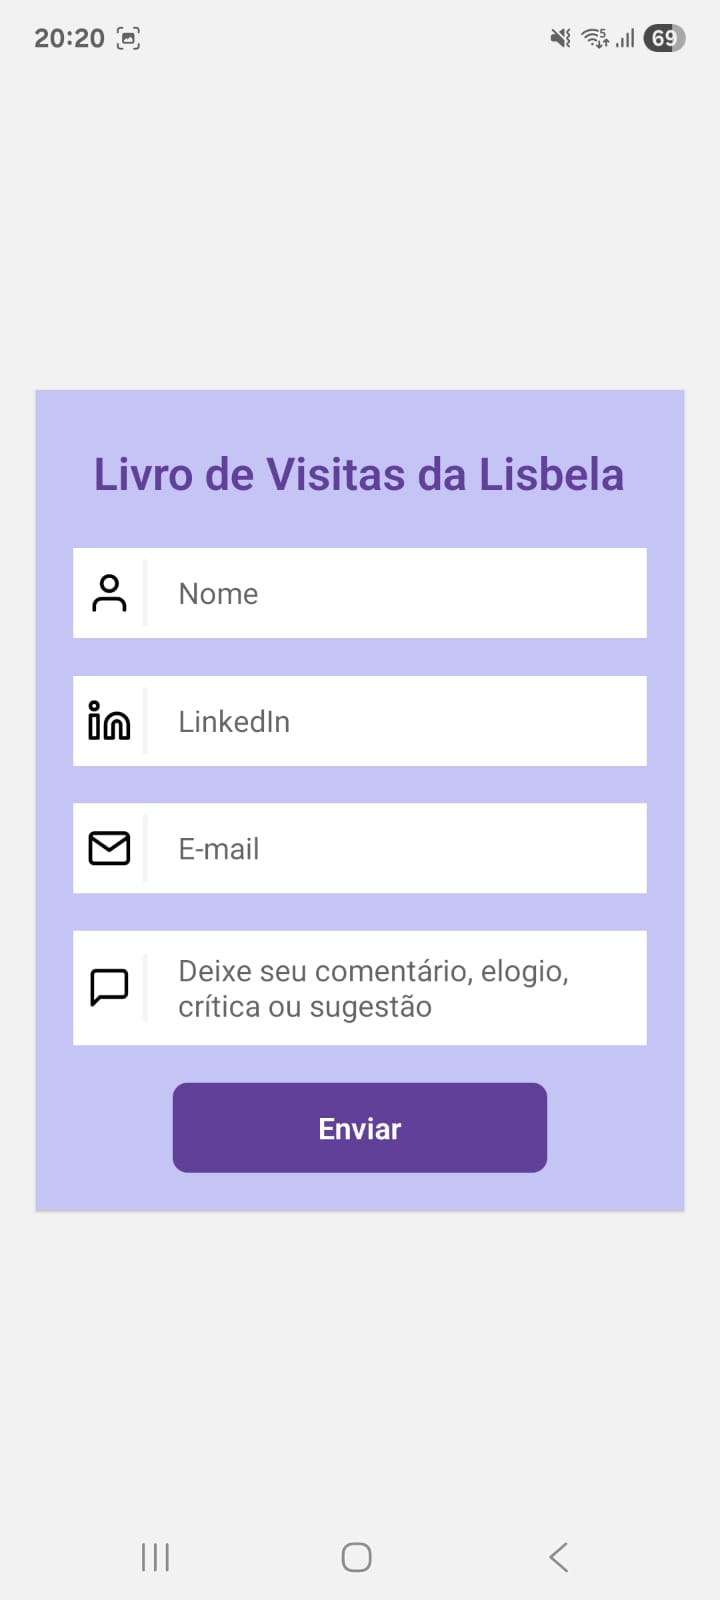 20:20
5
69
Livro de Visitas da Lisbela
Nome
LinkedIn
E-mail
Deixe seu comentário, elogio,
crítica ou sugestão
Enviar